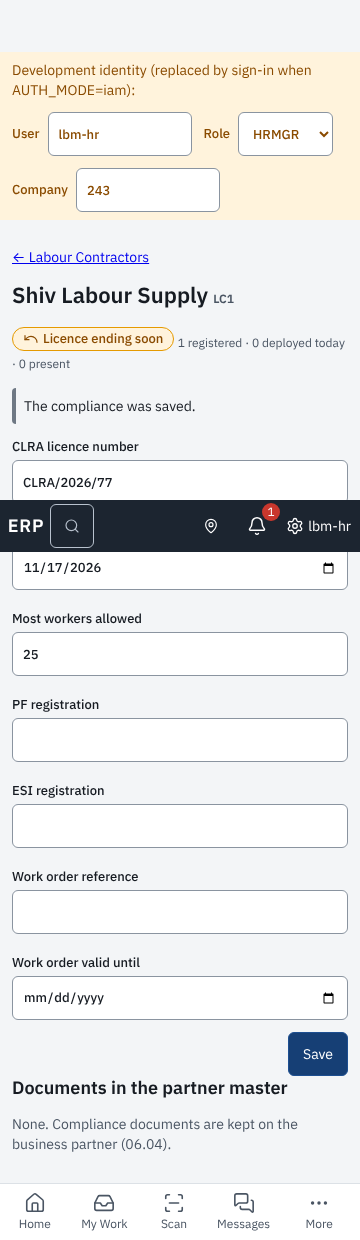 Development identity (replaced by sign-in when
AUTH_MODE=iam):
User lbm-hr Role HRMGR
Company 243
← Labour Contractors
Shiv Labour Supply LC1
Licence ending soon 1 registered · 0 deployed today
· 0 present
The compliance was saved.
CLRA licence number
CLRA/2026/77
ERP 1 lbm-hr
11/17/2026
Most workers allowed
25
PF registration
ESI registration
Work order reference
Work order valid until
mm/dd/yyyy
Save
Documents in the partner master
None. Compliance documents are kept on the
business partner (06.04).
Home My Work Scan Messages More